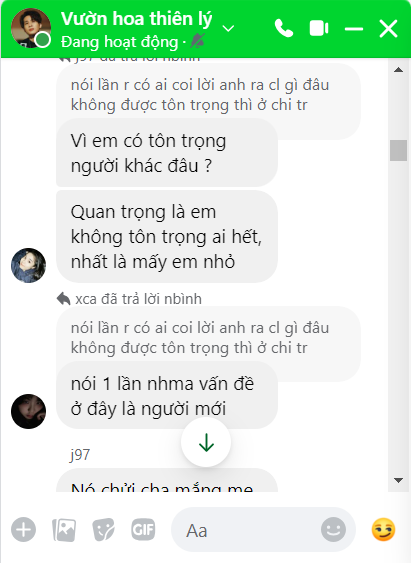 Vườn hoa thiên lý
Đang hoạt động ·
j97 đã trả lời nbình
nói lần r có ai coi lời anh ra cl gì đâu
không được tôn trọng thì ở chi tr
Vì em có tôn trọng
người khác đâu ?
Quan trọng là em
không tôn trọng ai hết,
nhất là mấy em nhỏ
xca đã trả lời nbình
nói lần r có ai coi lời anh ra cl gì đâu
không được tôn trọng thì ở chi tr
nói 1 lần nhma vấn đề
ở đây là người mới
j97
Nó chửi cha mắng mẹ
GIF
Aa